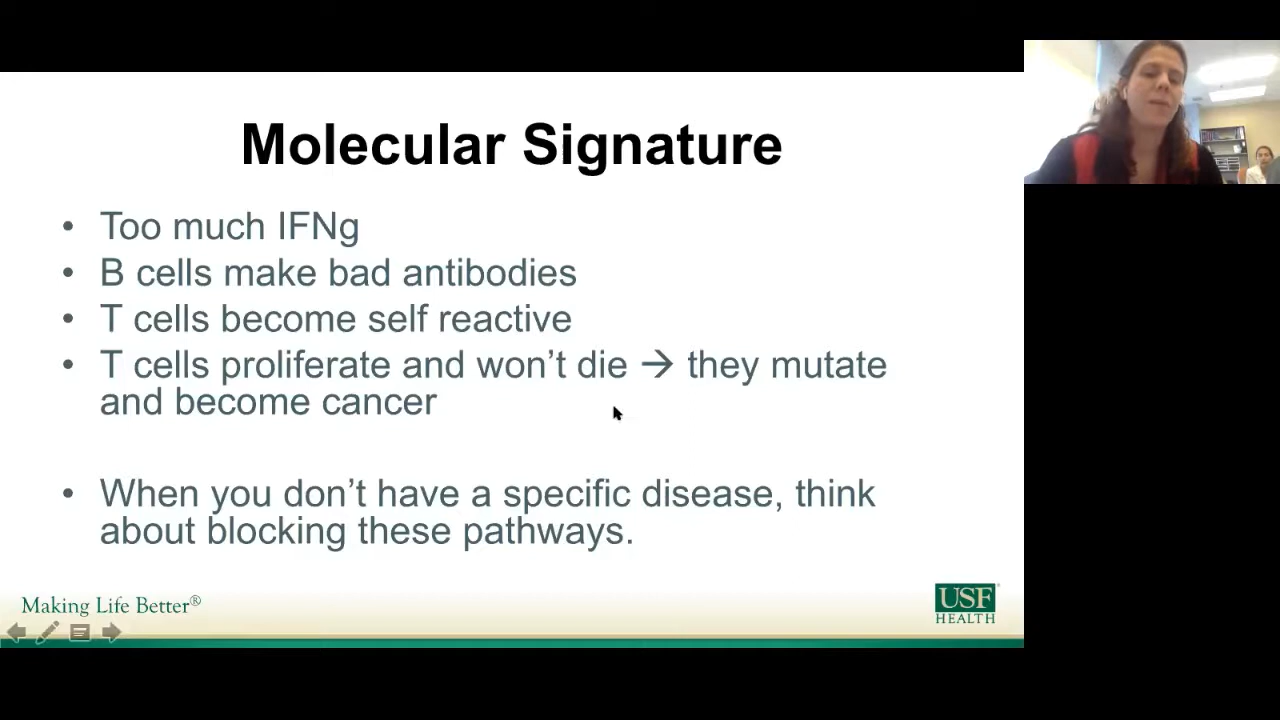 Molecular Signature
• Too much IFNg
• B cells make bad antibodies
• T cells become self reactive
• T cells proliferate and won’t die → they mutate
and become cancer
• When you don’t have a specific disease, think
about blocking these pathways.
Making Life Better®
USF
HEALTH